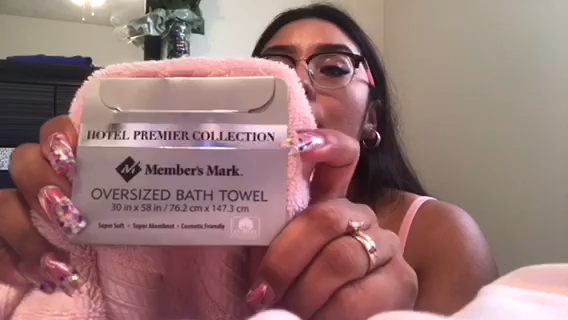 HOTEL PREMIER COLLECTION
Member's Mark.
OVERSIZED BATH TOWEL
30 in x 58 in / 76.2 cm x 147.3 cm
Super Soft • Super Absorbent • Cosmetic Friendly